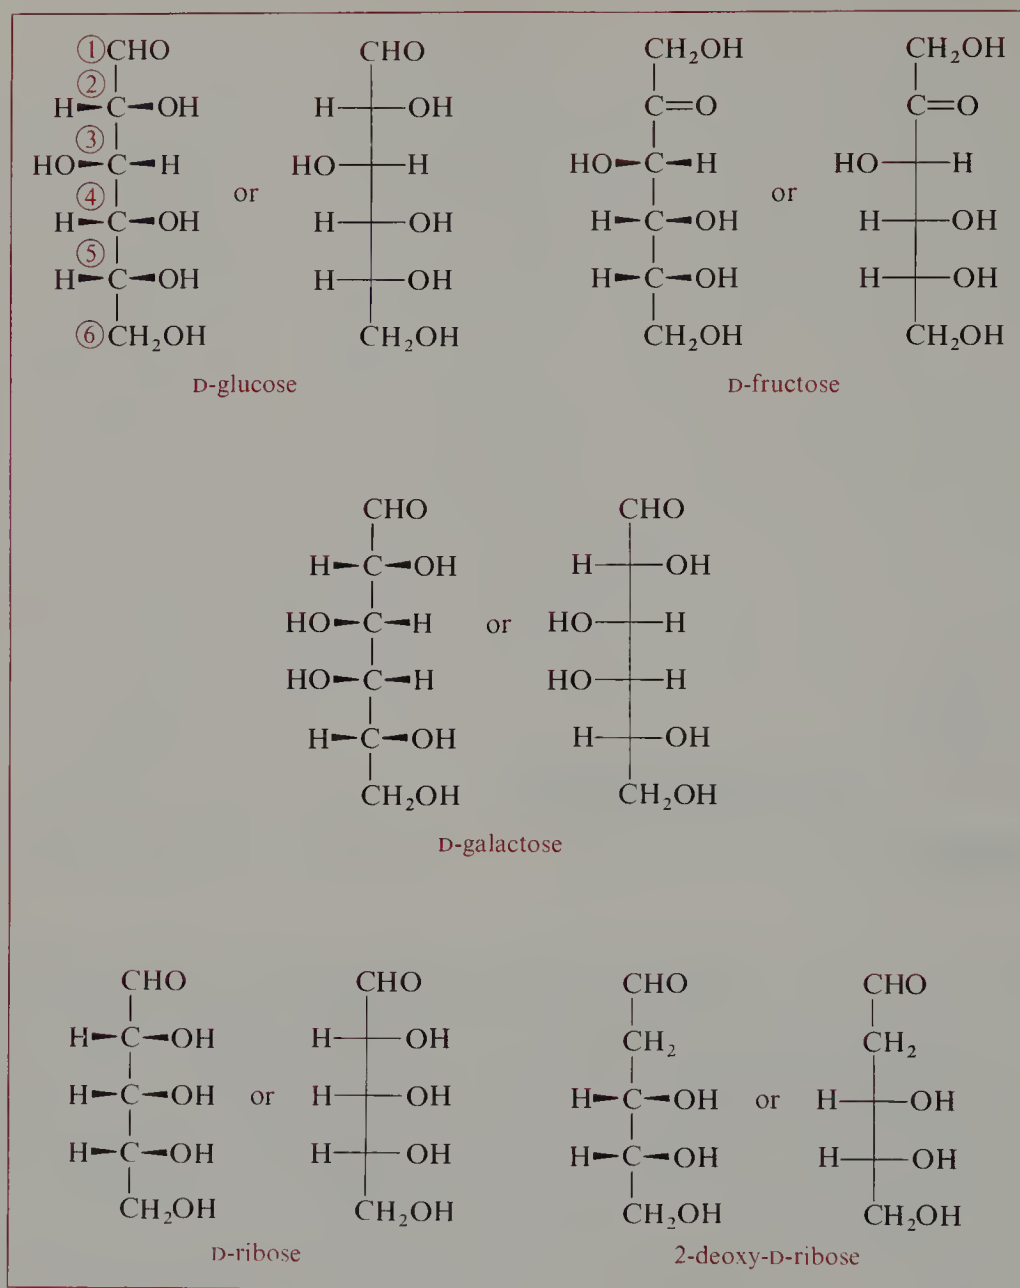 ①CHO CHO
② H C OH H OH
③ HO C H or HO H
④ H C OH H OH
⑤ H C OH H OH
⑥CH₂OH CH₂OH
D-glucose
CH₂OH CH₂OH
C=O C=O
HO C H or HO H
H C OH H OH
H C OH H OH
CH₂OH CH₂OH
D-fructose
CHO CHO
H C OH H OH
HO C H or HO H
HO C H HO H
H C OH H OH
CH₂OH CH₂OH
D-galactose
CHO CHO
H C OH H OH
H C OH or H OH
H C OH H OH
CH₂OH CH₂OH
D-ribose
CHO CHO
CH₂ CH₂
H C OH or H OH
H C OH H OH
CH₂OH CH₂OH
2-deoxy-D-ribose